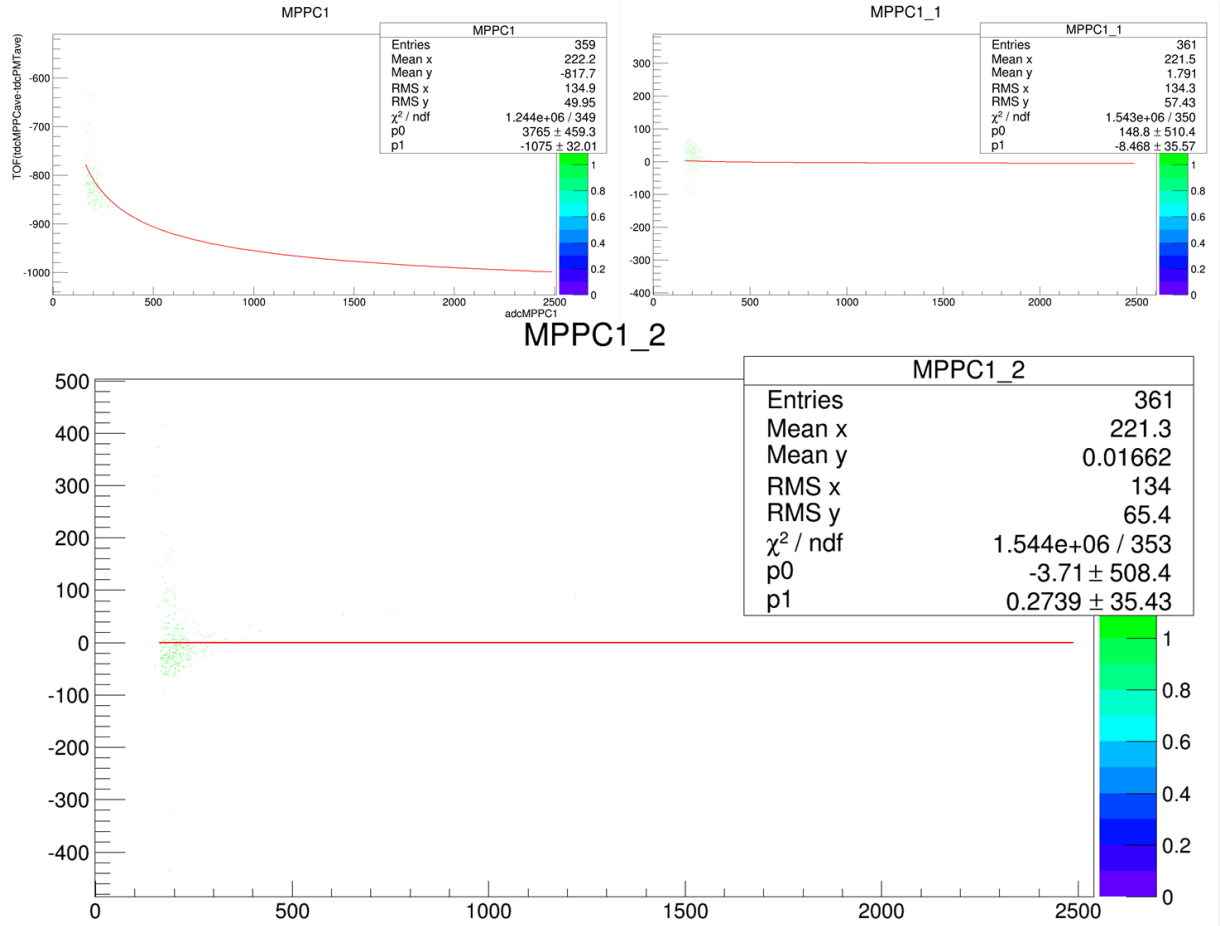 MPPC1
MPPC1
Entries 359
Mean x 222.2
Mean y -817.7
RMS x 134.9
RMS y 49.95
χ² / ndf 1.244e+06 / 349
p0 3765 ± 459.3
p1 -1075 ± 32.01
TOF(tdcMPPCave-tdcPMTave)
-600
-700
-800
-900
-1000
0 500 1000 1500 2000 2500
adcMPPC1
1
0.8
0.6
0.4
0.2
0
MPPC1_1
MPPC1_1
Entries 361
Mean x 221.5
Mean y 1.791
RMS x 134.3
RMS y 57.43
χ² / ndf 1.543e+06 / 350
p0 148.8 ± 510.4
p1 -8.468 ± 35.57
300
200
100
0
-100
-200
-300
-400
0 500 1000 1500 2000 2500
1
0.8
0.6
0.4
0.2
0
MPPC1_2
MPPC1_2
Entries 361
Mean x 221.3
Mean y 0.01662
RMS x 134
RMS y 65.4
χ² / ndf 1.544e+06 / 353
p0 -3.71 ± 508.4
p1 0.2739 ± 35.43
500
400
300
200
100
0
-100
-200
-300
-400
0 500 1000 1500 2000 2500
1
0.8
0.6
0.4
0.2
0